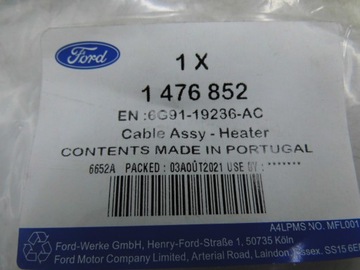 Ford
1 X
1 476 852
EN :6G91-19236-AC
Cable Assy - Heater
CONTENTS MADE IN PORTUGAL
6652A PACKED : 03AOÛT2021 USE BY : *******
A4LPMS NO. MFL001
Ford-Werke GmbH, Henry-Ford-Straße 1, 50735 Köln
Ford Motor Company Limited, Arterial Road, Laindon, Essex. SS15 6E